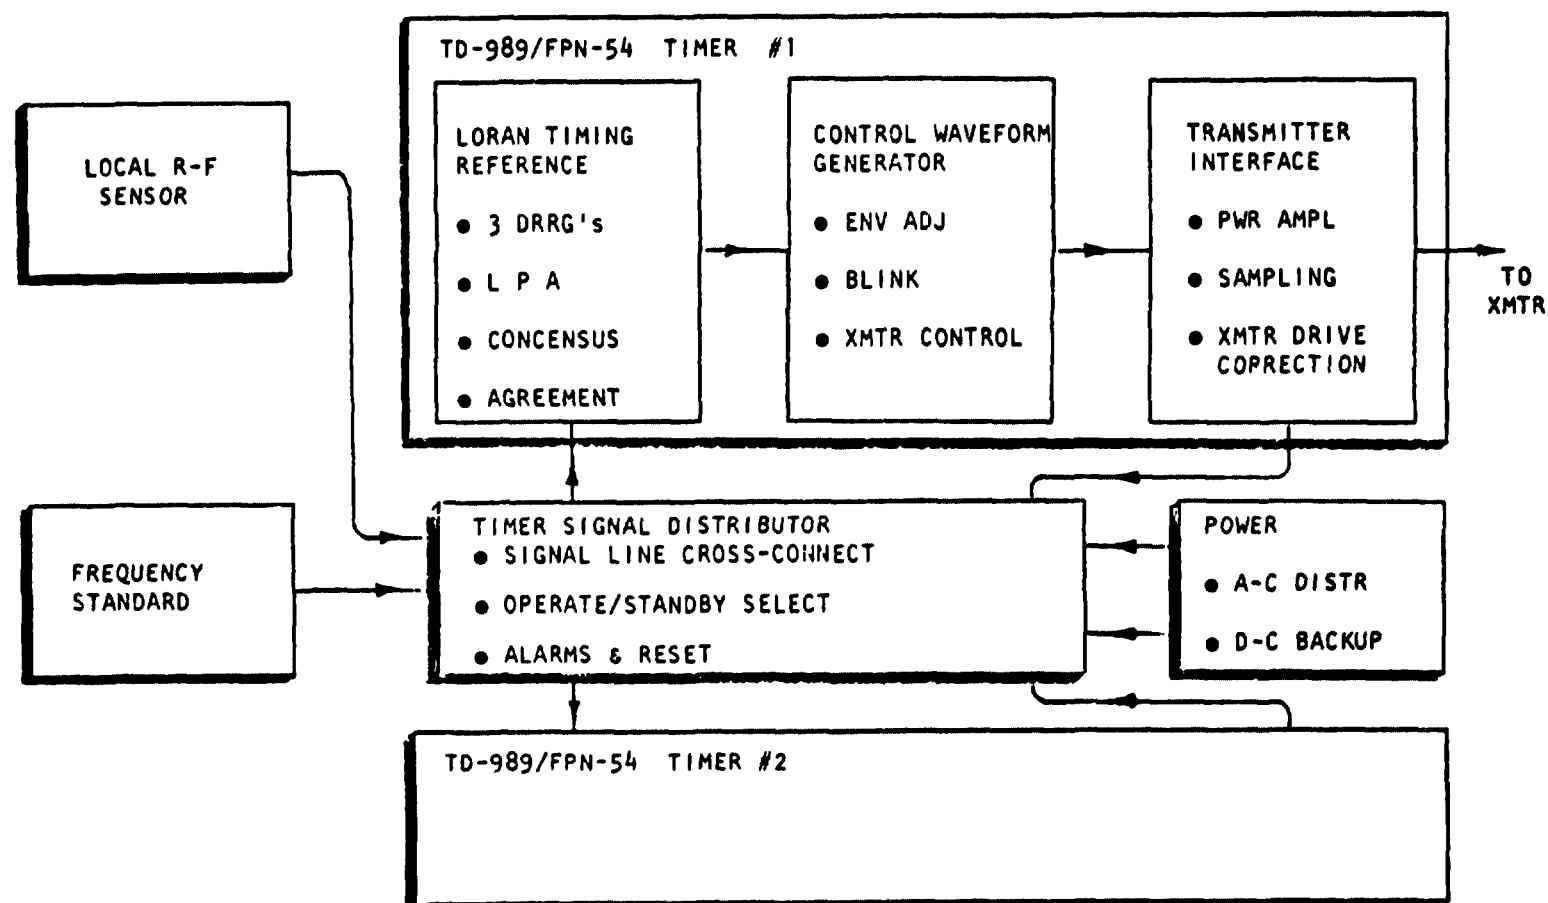 TD-989/FPN-54 TIMER #1
LOCAL R-F
SENSOR
LORAN TIMING
REFERENCE
● 3 DRRG's
● L P A
● CONCENSUS
● AGREEMENT
CONTROL WAVEFORM
GENERATOR
● ENV ADJ
● BLINK
● XMTR CONTROL
TRANSMITTER
INTERFACE
● PWR AMPL
● SAMPLING
● XMTR DRIVE
COPRECTION
TO
XMTR
FREQUENCY
STANDARD
TIMER SIGNAL DISTRIBUTOR
● SIGNAL LINE CROSS-CONNECT
● OPERATE/STANDBY SELECT
● ALARMS & RESET
POWER
● A-C DISTR
● D-C BACKUP
TD-989/FPN-54 TIMER #2